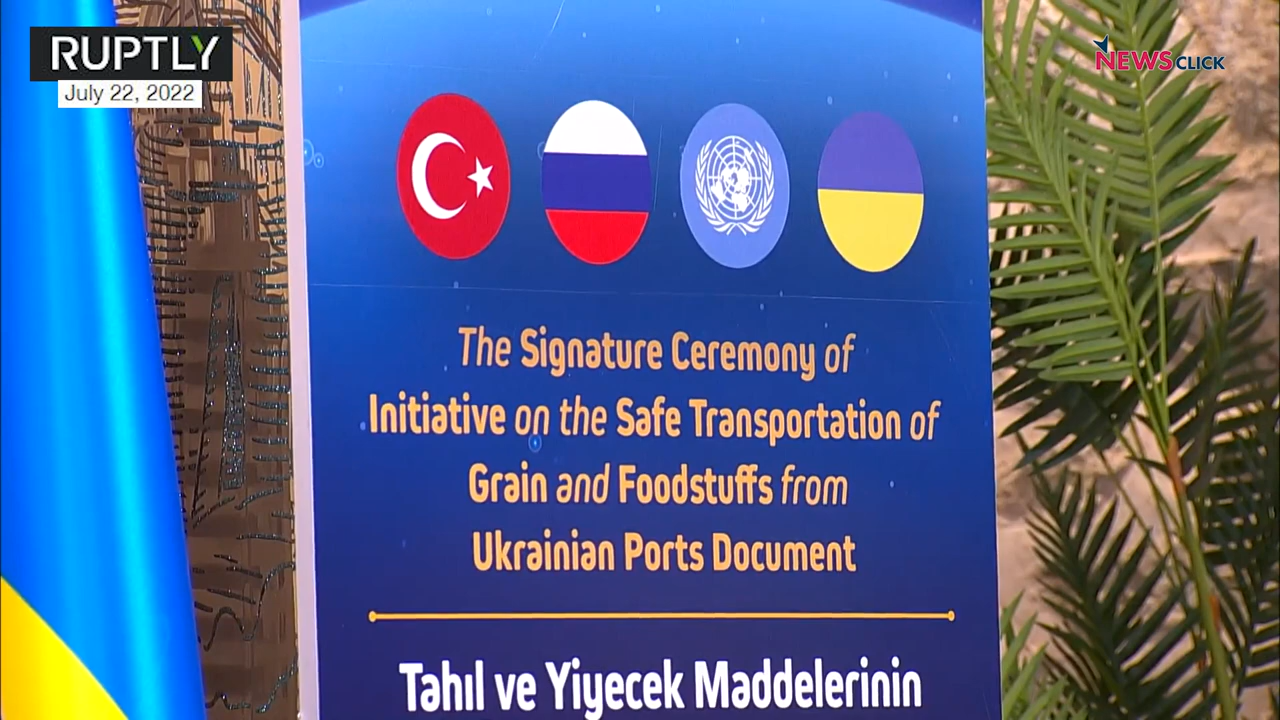 RUPTLY
July 22, 2022
NEWSCLICK
The Signature Ceremony of
Initiative on the Safe Transportation of
Grain and Foodstuffs from
Ukrainian Ports Document
Tahıl ve Yiyecek Maddelerinin